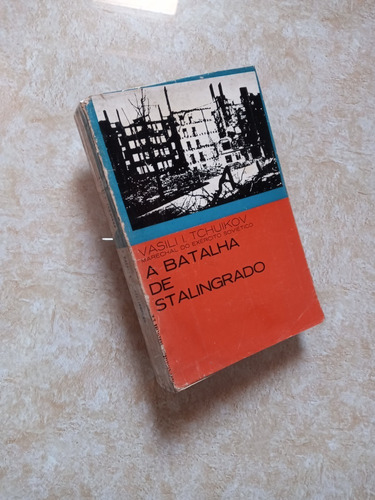 VASILI I. TCHUIKOV
MARECHAL DO EXÉRCITO SOVIÉTICO
A BATALHA
DE
STALINGRADO